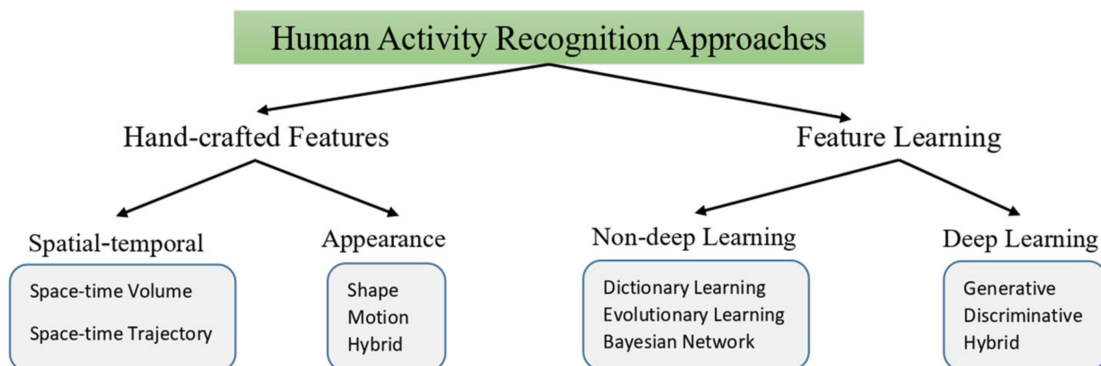 Human Activity Recognition Approaches
Hand-crafted Features
Feature Learning
Spatial-temporal
Appearance
Non-deep Learning
Deep Learning
Space-time Volume
Space-time Trajectory
Shape
Motion
Hybrid
Dictionary Learning
Evolutionary Learning
Bayesian Network
Generative
Discriminative
Hybrid